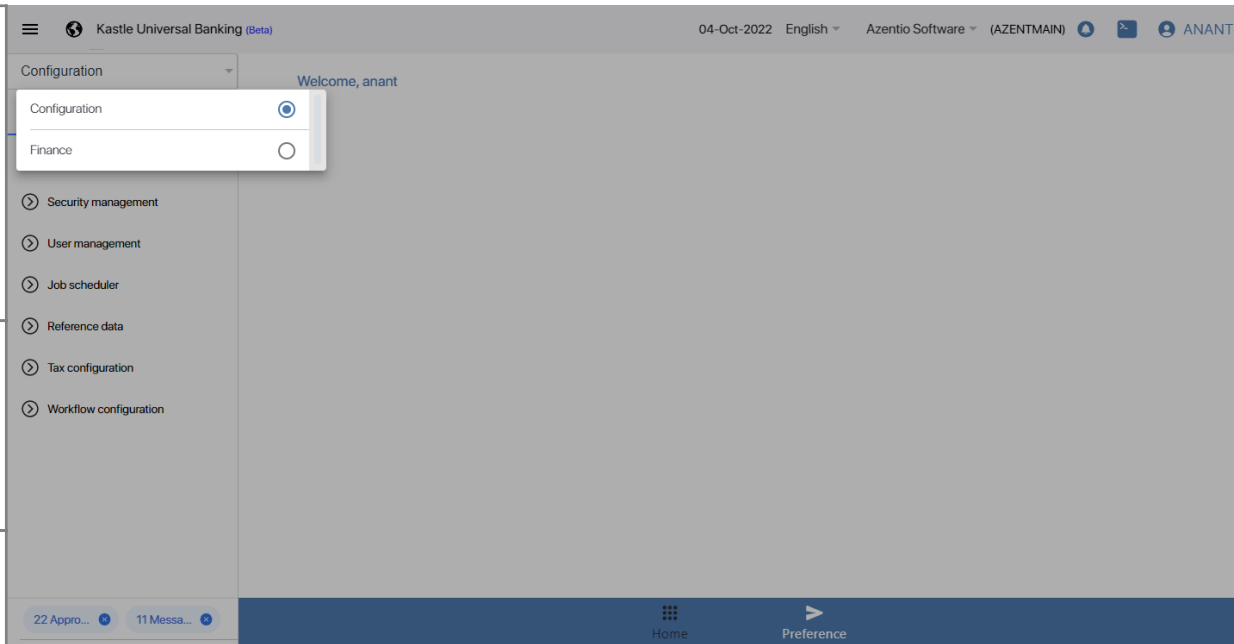 Kastle Universal Banking (Beta)
04-Oct-2022 English Azentio Software (AZENTMAIN) ANANT
Configuration
Welcome, anant
Configuration
Finance
Security management
User management
Job scheduler
Reference data
Tax configuration
Workflow configuration
22 Appro... 11 Messa...
Home Preference